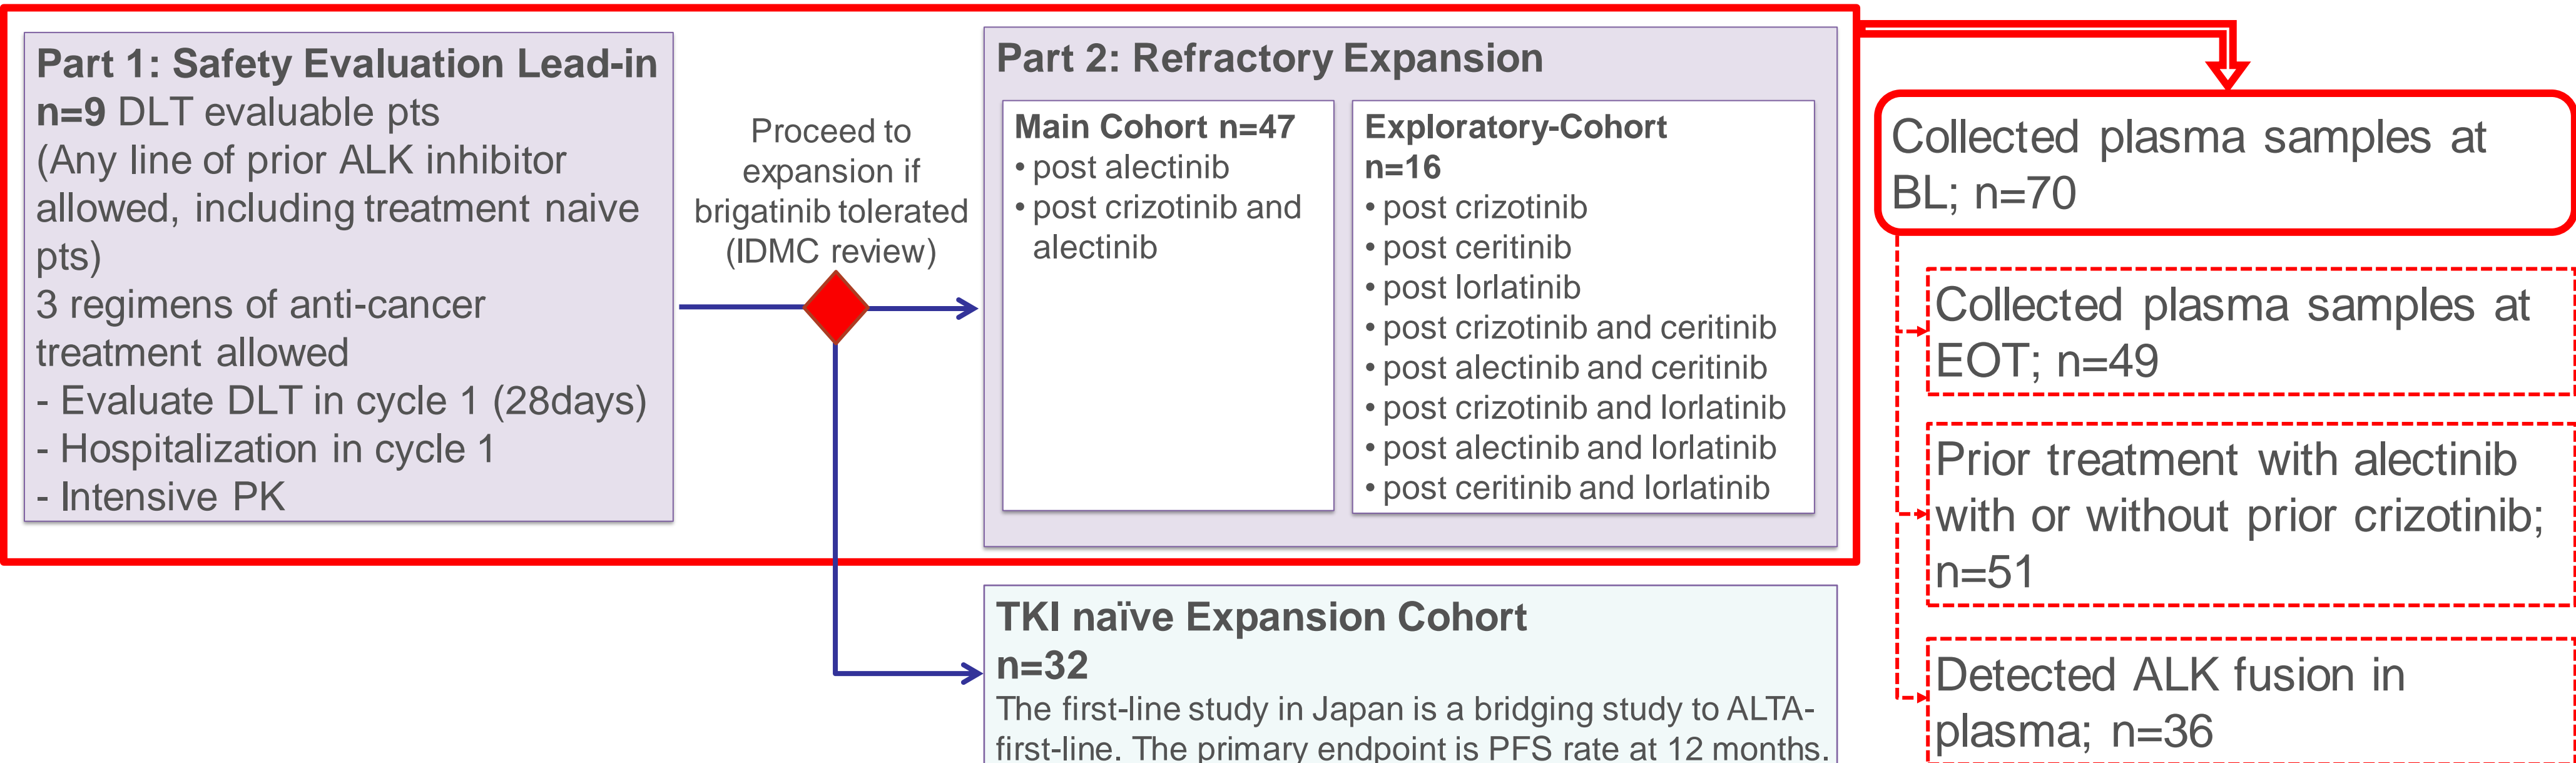 Part 1: Safety Evaluation Lead-in
n=9 DLT evaluable pts
(Any line of prior ALK inhibitor
allowed, including treatment naive
pts)
3 regimens of anti-cancer
treatment allowed
- Evaluate DLT in cycle 1 (28days)
- Hospitalization in cycle 1
- Intensive PK
Proceed to
expansion if
brigatinib tolerated
(IDMC review)
Part 2: Refractory Expansion
Main Cohort n=47
• post alectinib
• post crizotinib and
alectinib
Exploratory-Cohort
n=16
• post crizotinib
• post ceritinib
• post lorlatinib
• post crizotinib and ceritinib
• post alectinib and ceritinib
• post crizotinib and lorlatinib
• post alectinib and lorlatinib
• post ceritinib and lorlatinib
TKI naïve Expansion Cohort
n=32
The first-line study in Japan is a bridging study to ALTA-
first-line. The primary endpoint is PFS rate at 12 months.
Collected plasma samples at
BL; n=70
Collected plasma samples at
EOT; n=49
Prior treatment with alectinib
with or without prior crizotinib;
n=51
Detected ALK fusion in
plasma; n=36